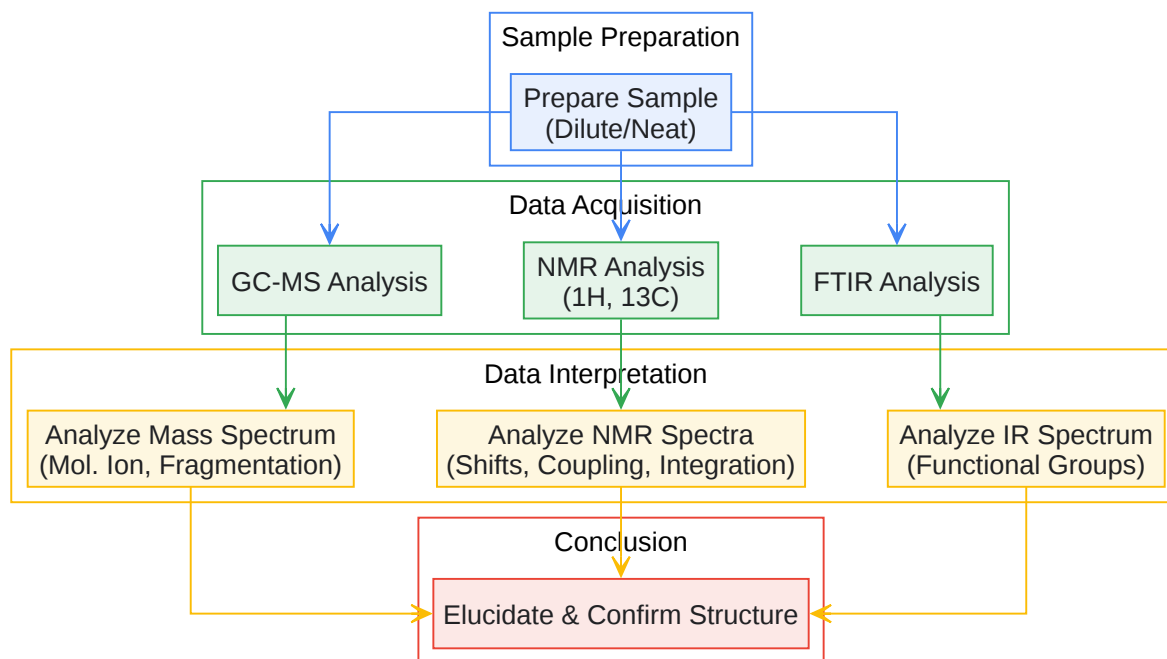 Sample Preparation
Prepare Sample
(Dilute/Neat)
Data Acquisition
GC-MS Analysis
NMR Analysis
(1H, 13C)
FTIR Analysis
Data Interpretation
Analyze Mass Spectrum
(Mol. Ion, Fragmentation)
Analyze NMR Spectra
(Shifts, Coupling, Integration)
Analyze IR Spectrum
(Functional Groups)
Conclusion
Elucidate & Confirm Structure